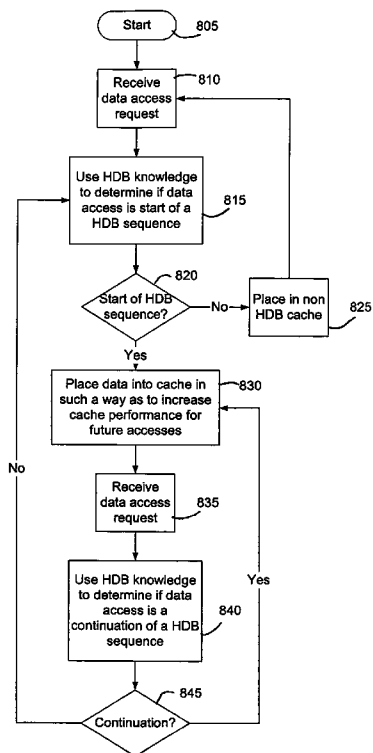 Start
805
810
Receive
data access
request
Use HDB knowledge
to determine if data
access is start of a
HDB sequence
815
820
Start of HDB
sequence?
No
Place in non
HDB cache
825
Yes
Place data into cache in
such a way as to increase
cache performance for
future accesses
830
No
Receive
data access
request
835
Yes
Use HDB knowledge
to determine if data
access is a
continuation of a HDB
sequence
840
845
Continuation?